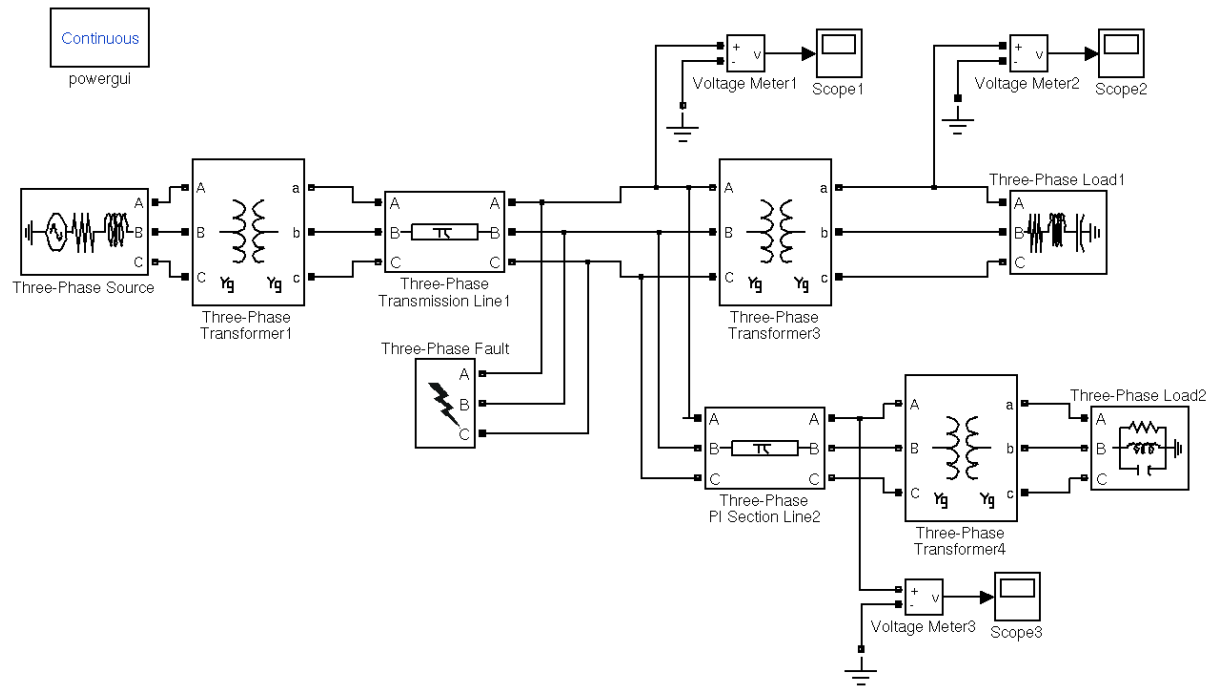 Continuous
powergui
+
-
v
Voltage Meter1
Scope1
+
-
v
Voltage Meter2
Scope2
Three-Phase Source
A
B
C
A
B
C
a
b
c
Yg Yg
Three-Phase
Transformer1
A
B
C
A
B
C
Three-Phase
Transmission Line1
Three-Phase Fault
A
B
C
A
B
C
a
b
c
Yg Yg
Three-Phase
Transformer3
Three-Phase Load1
A
B
C
A
B
C
A
B
C
Three-Phase
PI Section Line2
A
B
C
a
b
c
Yg Yg
Three-Phase
Transformer4
Three-Phase Load2
A
B
C
+
-
v
Voltage Meter3
Scope3